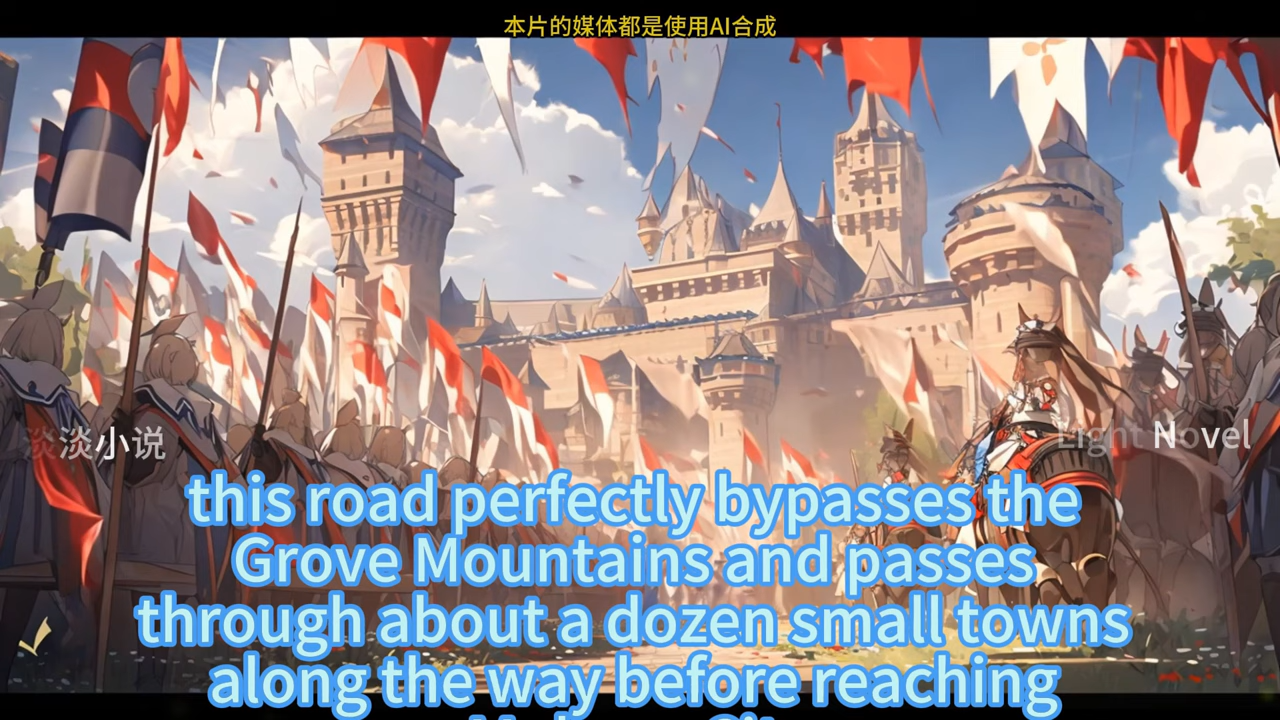 本片的媒体都是使用AI合成
淡淡小说
Light Novel
this road perfectly bypasses the
Grove Mountains and passes
through about a dozen small towns
along the way before reaching